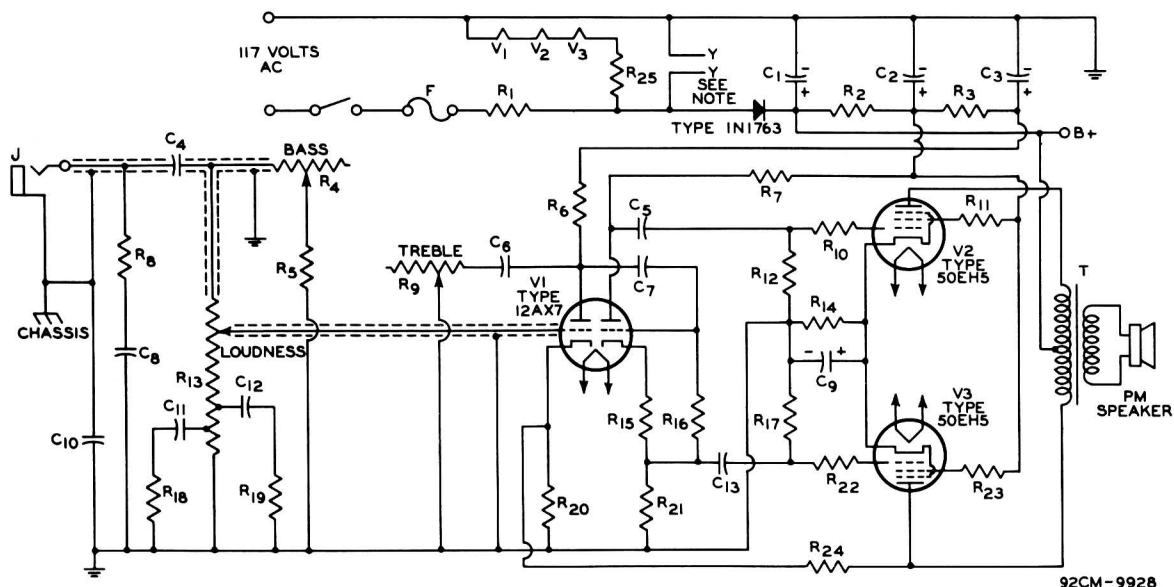 117 VOLTS
AC
V1
V2
V3
R25
Y
Y
SEE
NOTE
F
R1
TYPE 1N1763
C1
-
+
R2
C2
-
+
R3
C3
-
+
B+
J
C4
BASS
R4
R8
R5
CHASSIS
C8
C10
LOUDNESS
R13
C11
C12
R18
R19
TREBLE
R9
C6
R6
C5
C7
R7
V1
TYPE
12AX7
R10
R12
R14
- +
C9
R11
V2
TYPE
50EH5
T
PM
SPEAKER
V3
TYPE
50EH5
R15
R16
R17
C13
R22
R23
R20
R21
R24
92CM-9928